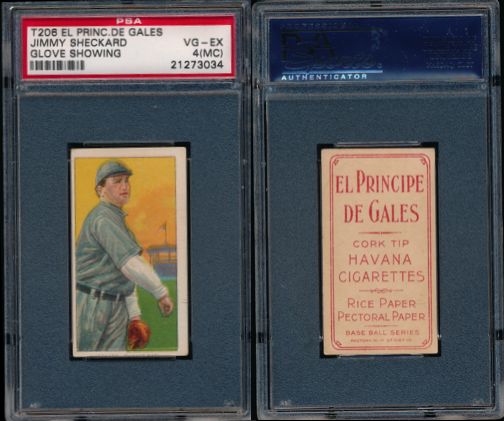 PSA
T206 EL PRINC.DE GALES
JIMMY SHECKARD VG-EX
GLOVE SHOWING 4(MC)
21273034
PSA
AUTHENTICATOR
EL PRINCIPE
DE GALES
CORK TIP
HAVANA
CIGARETTES
RICE PAPER
PECTORAL PAPER
BASE BALL SERIES